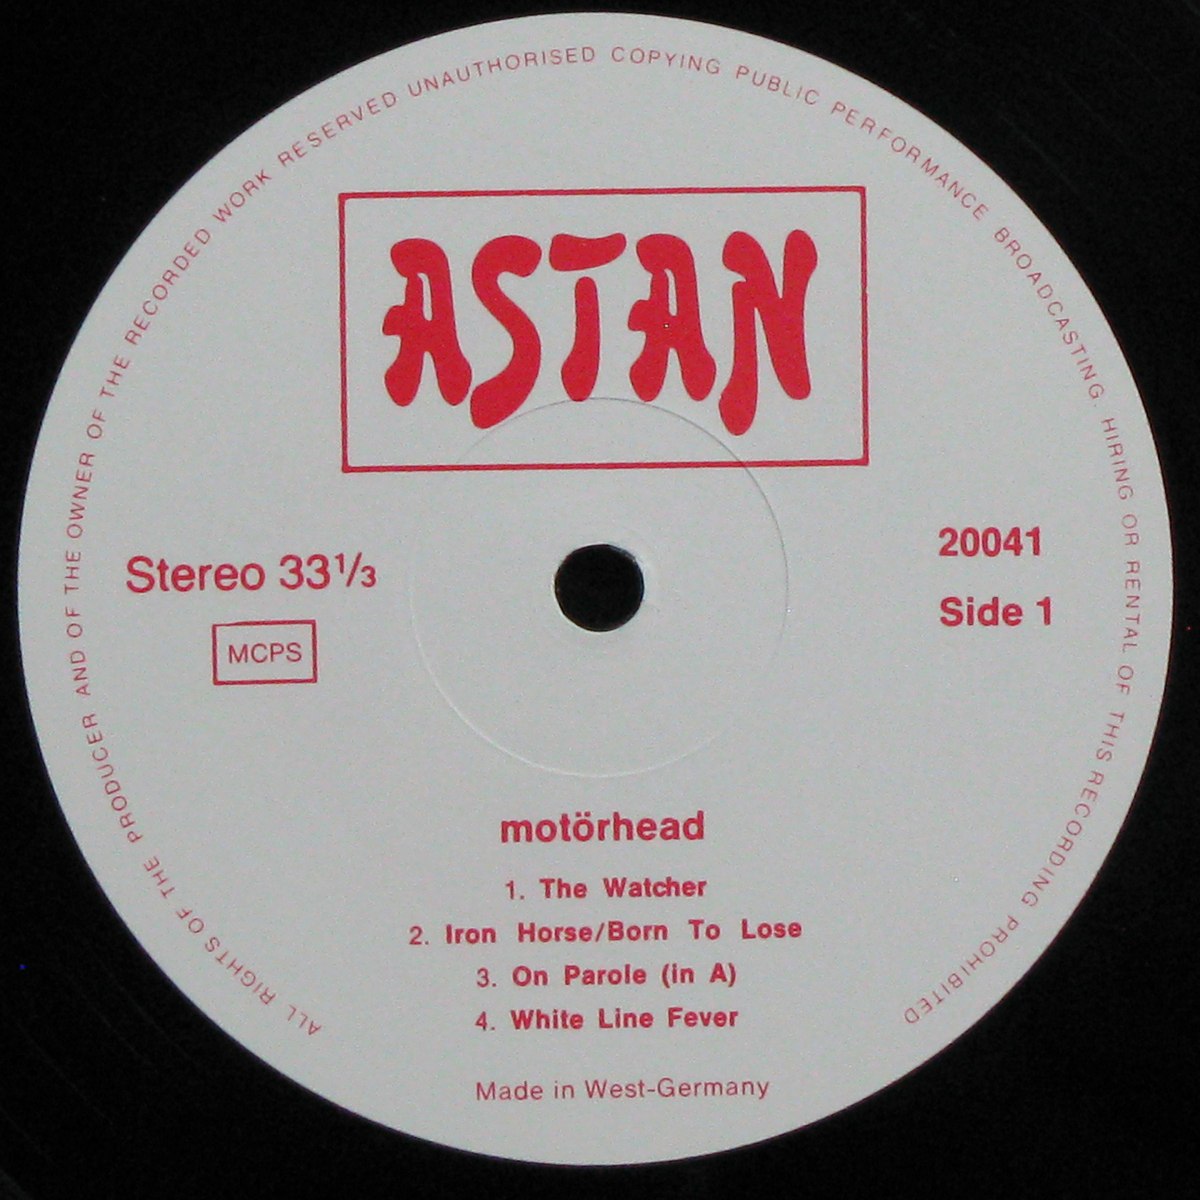 ALL RIGHTS OF THE PRODUCER AND OF THE OWNER OF THE RECORDED WORK RESERVED UNAUTHORISED COPYING PUBLIC PERFORMANCE BROADCASTING. HIRING OR RENTAL OF THIS RECORDING PROHIBITED
ASTAN
Stereo 33⅓
MCPS
20041
Side 1
motörhead
1. The Watcher
2. Iron Horse/Born To Lose
3. On Parole (in A)
4. White Line Fever
Made in West-Germany